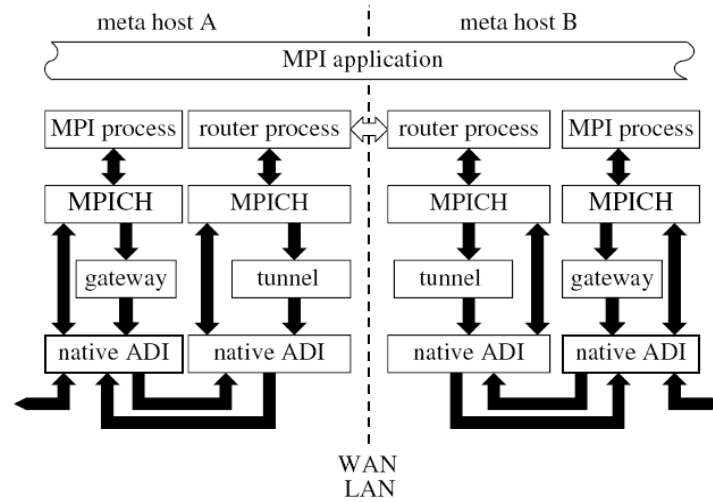 meta host A
meta host B
MPI application
MPI process
router process
router process
MPI process
MPICH
MPICH
MPICH
MPICH
gateway
tunnel
tunnel
gateway
native ADI
native ADI
native ADI
native ADI
WAN
LAN